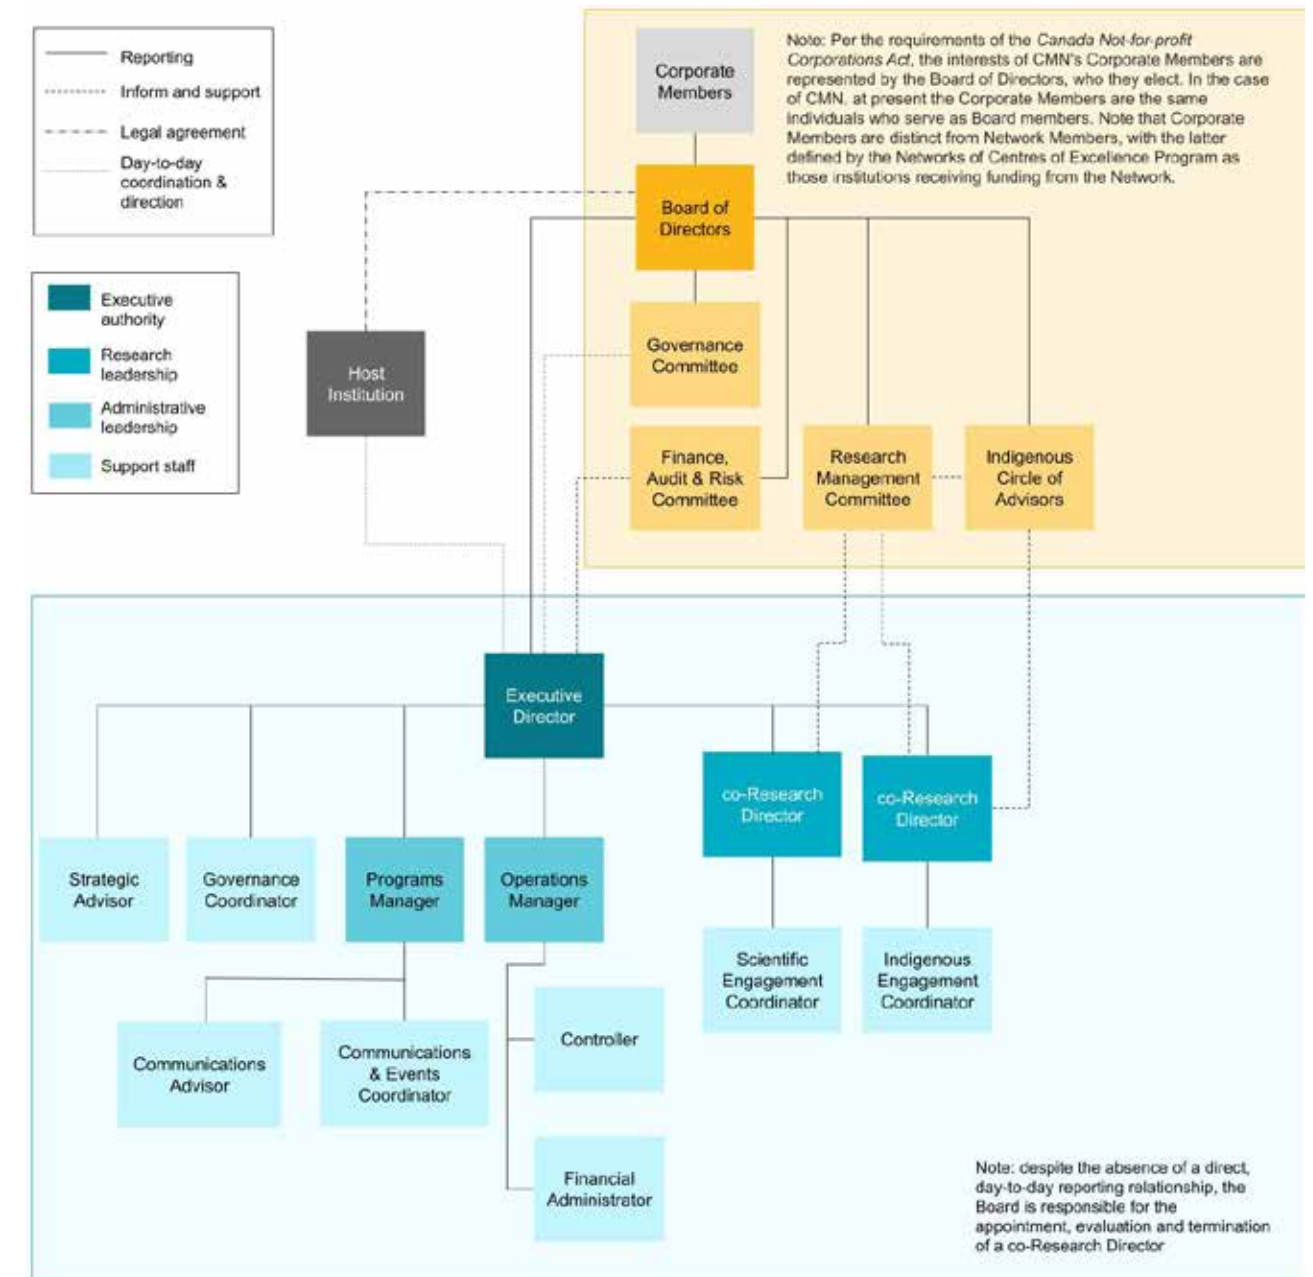 Reporting
Inform and support
Legal agreement
Day-to-day
coordination &
direction
Executive
authority
Research
leadership
Administrative
leadership
Support staff
Corporate
Members
Note: Per the requirements of the Canada Not-for-profit
Corporations Act, the interests of CMN's Corporate Members are
represented by the Board of Directors, who they elect. In the case
of CMN, at present the Corporate Members are the same
individuals who serve as Board members. Note that Corporate
Members are distinct from Network Members, with the latter
defined by the Networks of Centres of Excellence Program as
those institutions receiving funding from the Network.
Board of
Directors
Host
Institution
Governance
Committee
Finance,
Audit & Risk
Committee
Research
Management
Committee
Indigenous
Circle of
Advisors
Executive
Director
co-Research
Director
co-Research
Director
Strategic
Advisor
Governance
Coordinator
Programs
Manager
Operations
Manager
Scientific
Engagement
Coordinator
Indigenous
Engagement
Coordinator
Communications
Advisor
Communications
& Events
Coordinator
Controller
Financial
Administrator
Note: despite the absence of a direct,
day-to-day reporting relationship, the
Board is responsible for the
appointment, evaluation and termination
of a co-Research Director